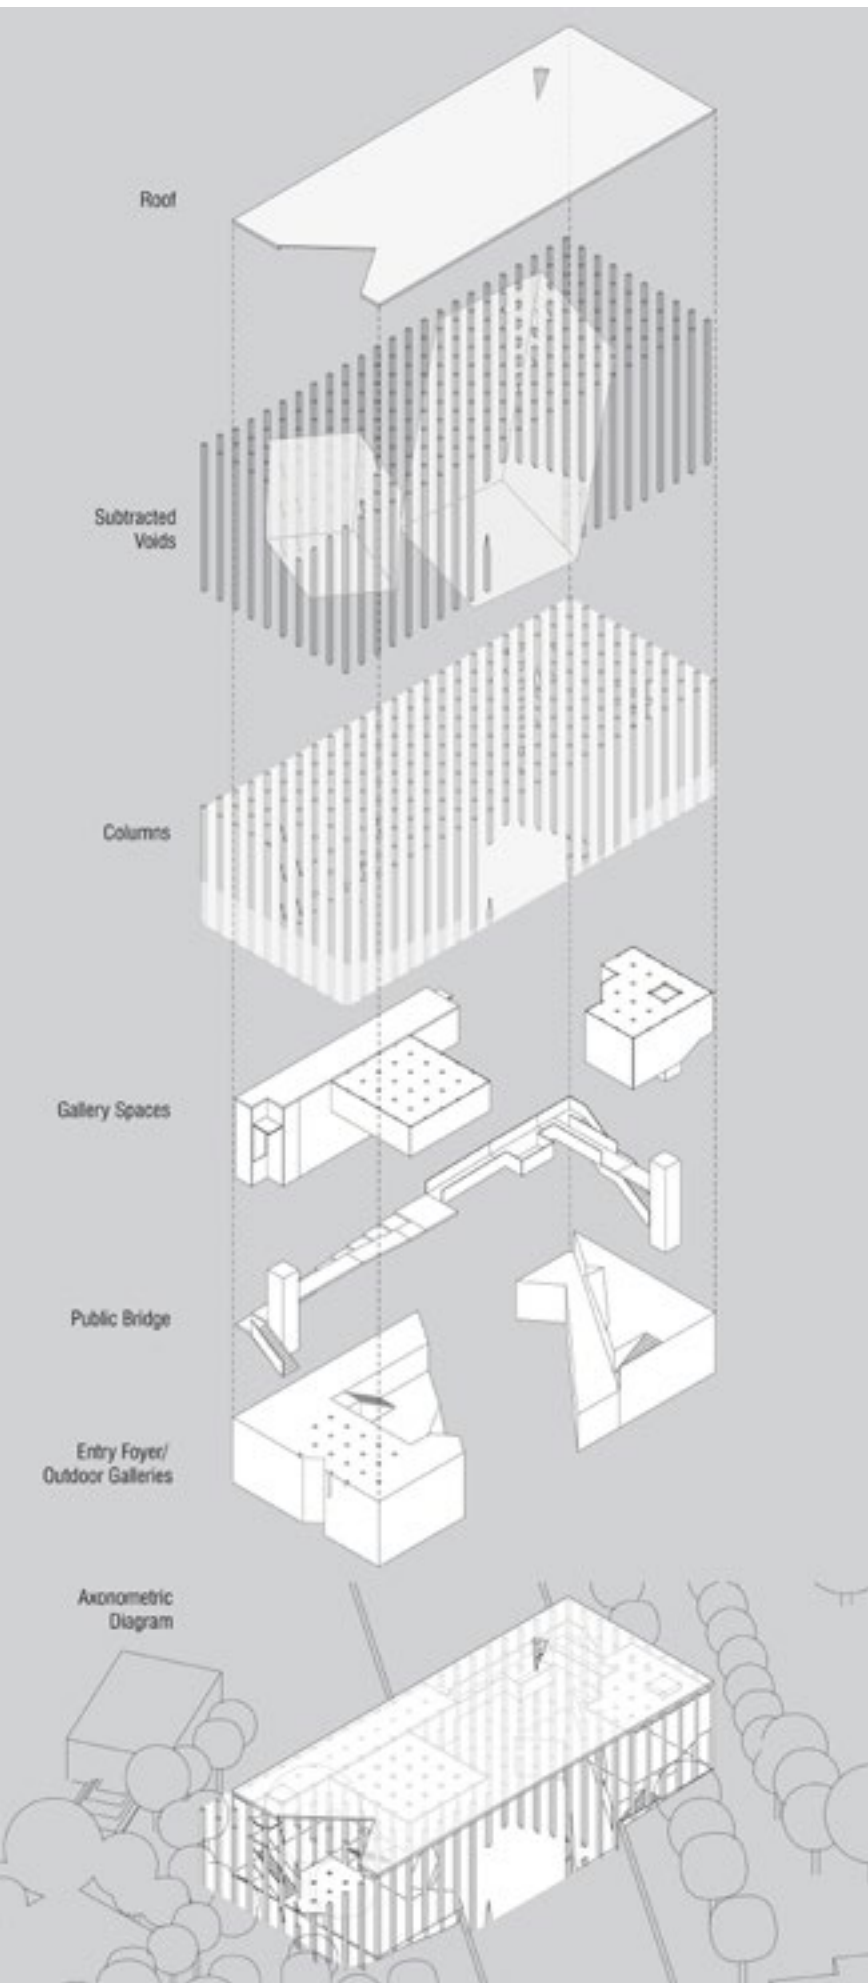 Roof
Subtracted
Voids
Columns
Gallery Spaces
Public Bridge
Entry Foyer/
Outdoor Galleries
Axonometric
Diagram